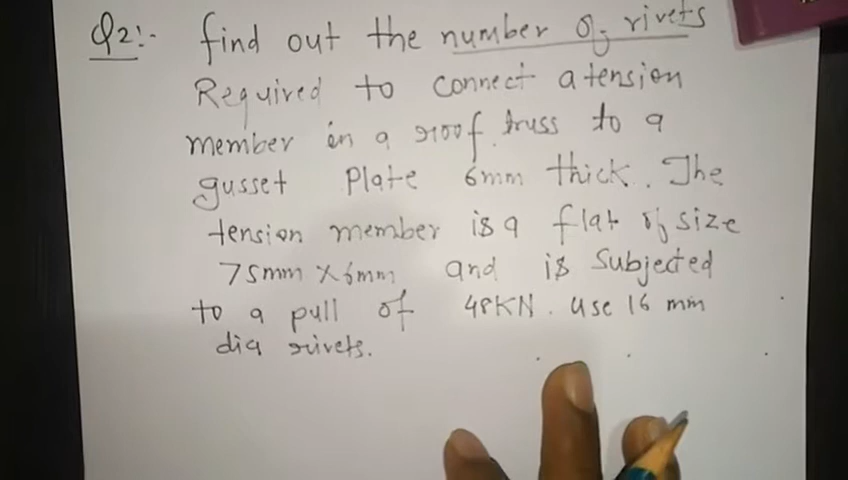 Q2:- find out the number of rivets
Required to connect a tension
member in a roof truss to a
gusset Plate 6mm thick. The
tension member is a flat of size
75mm x 6mm and is Subjected
to a pull of 48KN. Use 16 mm
dia rivets.